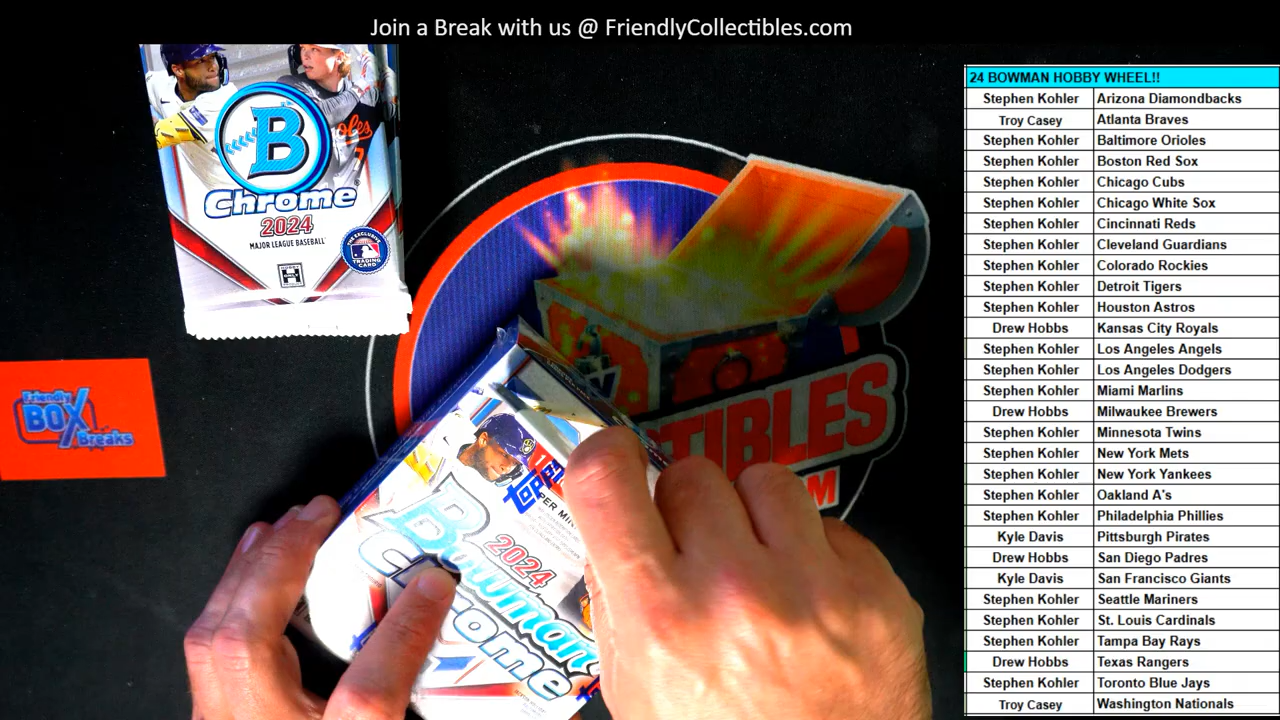 Join a Break with us @ FriendlyCollectibles.com
B
Chrome
2024
MAJOR LEAGUE BASEBALL
HOBBY
H
Friendly
BOX
Breaks
topps
2024
Bowman
Chrome
TIBLES
M
24 BOWMAN HOBBY WHEEL!!
Stephen Kohler Arizona Diamondbacks
Troy Casey Atlanta Braves
Stephen Kohler Baltimore Orioles
Stephen Kohler Boston Red Sox
Stephen Kohler Chicago Cubs
Stephen Kohler Chicago White Sox
Stephen Kohler Cincinnati Reds
Stephen Kohler Cleveland Guardians
Stephen Kohler Colorado Rockies
Stephen Kohler Detroit Tigers
Stephen Kohler Houston Astros
Drew Hobbs Kansas City Royals
Stephen Kohler Los Angeles Angels
Stephen Kohler Los Angeles Dodgers
Stephen Kohler Miami Marlins
Drew Hobbs Milwaukee Brewers
Stephen Kohler Minnesota Twins
Stephen Kohler New York Mets
Stephen Kohler New York Yankees
Stephen Kohler Oakland A's
Stephen Kohler Philadelphia Phillies
Kyle Davis Pittsburgh Pirates
Drew Hobbs San Diego Padres
Kyle Davis San Francisco Giants
Stephen Kohler Seattle Mariners
Stephen Kohler St. Louis Cardinals
Stephen Kohler Tampa Bay Rays
Drew Hobbs Texas Rangers
Stephen Kohler Toronto Blue Jays
Troy Casey Washington Nationals